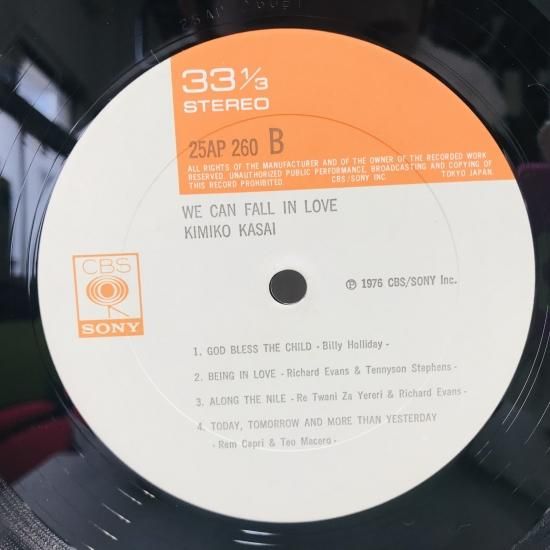 33 1/3
STEREO
25AP 260 B
ALL RIGHTS OF THE MANUFACTURER AND OF THE OWNER OF THE RECORDED WORK
RESERVED. UNAUTHORIZED PUBLIC PERFORMANCE, BROADCASTING AND COPYING OF
THIS RECORD PROHIBITED. CBS/SONY INC. TOKYO JAPAN.
WE CAN FALL IN LOVE
KIMIKO KASAI
CBS
SONY
℗ 1976 CBS/SONY Inc.
1. GOD BLESS THE CHILD - Billy Holliday -
2. BEING IN LOVE - Richard Evans & Tennyson Stephens -
3. ALONG THE NILE - Re Twani Za Yereri & Richard Evans -
4. TODAY, TOMORROW AND MORE THAN YESTERDAY
- Rem Capri & Teo Macero -